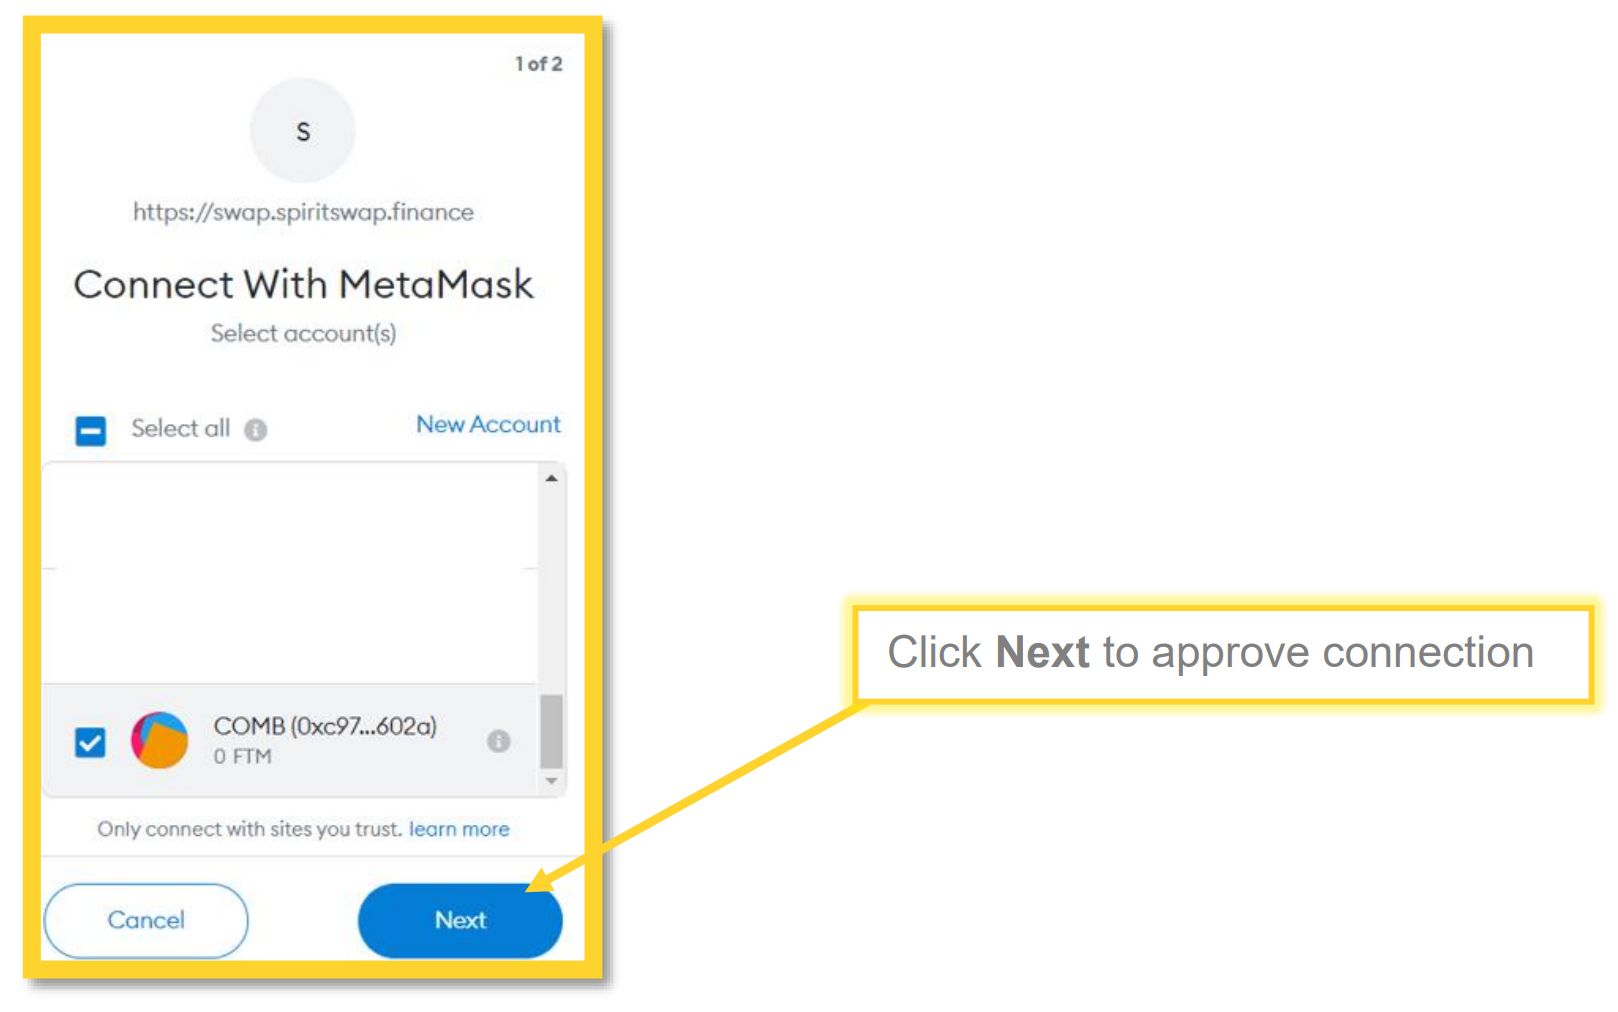 1 of 2
S
https://swap.spiritswap.finance
Connect With MetaMask
Select account(s)
Select all
New Account
COMB (0xc97...602a)
0 FTM
Click Next to approve connection
Only connect with sites you trust. learn more
Cancel
Next